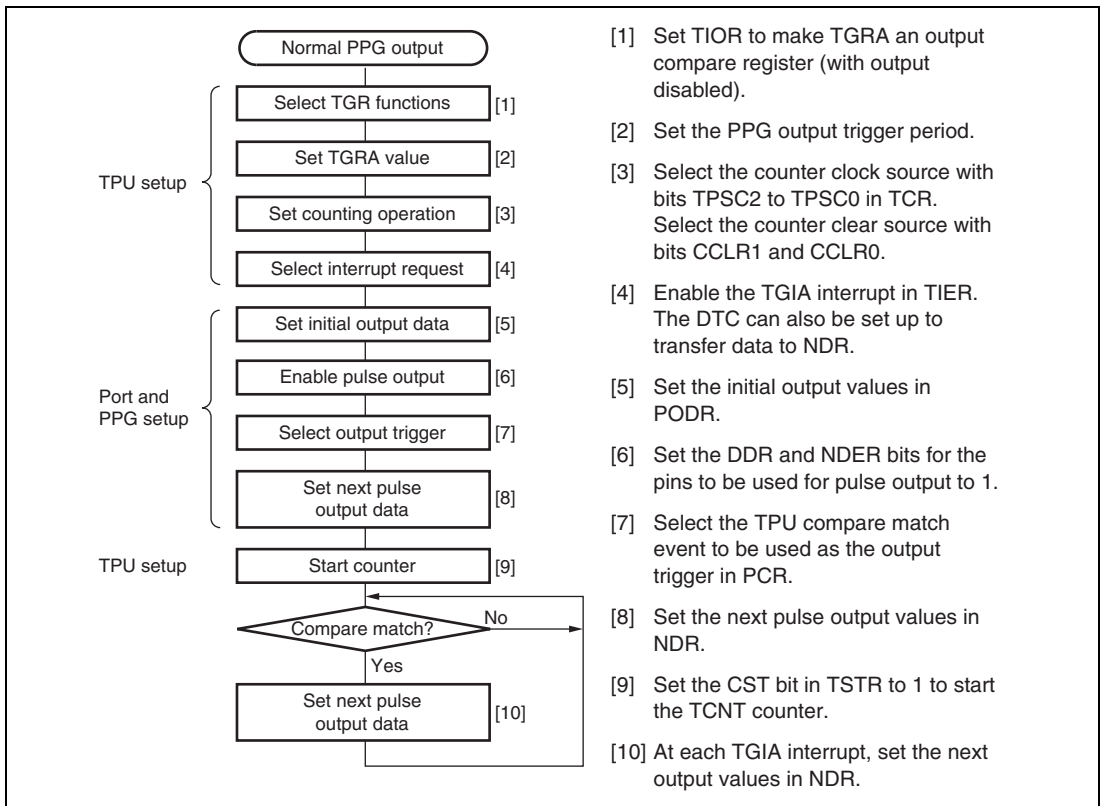 Normal PPG output
Select TGR functions [1]
Set TGRA value [2]
TPU setup
Set counting operation [3]
Select interrupt request [4]
Set initial output data [5]
Enable pulse output [6]
Port and
PPG setup
Select output trigger [7]
Set next pulse
output data [8]
TPU setup
Start counter [9]
Compare match?
No
Yes
Set next pulse
output data [10]
[1] Set TIOR to make TGRA an output
compare register (with output
disabled).
[2] Set the PPG output trigger period.
[3] Select the counter clock source with
bits TPSC2 to TPSC0 in TCR.
Select the counter clear source with
bits CCLR1 and CCLR0.
[4] Enable the TGIA interrupt in TIER.
The DTC can also be set up to
transfer data to NDR.
[5] Set the initial output values in
PODR.
[6] Set the DDR and NDER bits for the
pins to be used for pulse output to 1.
[7] Select the TPU compare match
event to be used as the output
trigger in PCR.
[8] Set the next pulse output values in
NDR.
[9] Set the CST bit in TSTR to 1 to start
the TCNT counter.
[10] At each TGIA interrupt, set the next
output values in NDR.